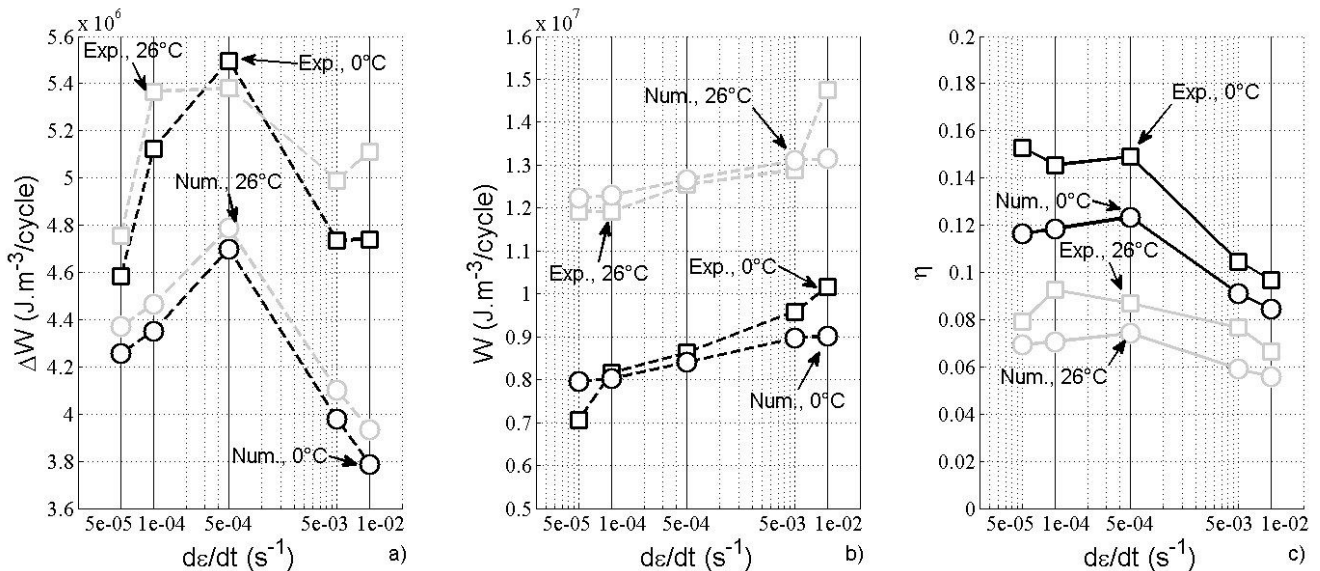 x 10⁶
5.6
5.4
5.2
5
4.8
4.6
4.4
4.2
4
3.8
3.6
ΔW (J.m⁻³/cycle)
Exp., 26°C
Exp., 0°C
Num., 26°C
Num., 0°C
5e-05 1e-04 5e-04 5e-03 1e-02
dε/dt (s⁻¹)
a)
x 10⁷
1.6
1.5
1.4
1.3
1.2
1.1
1
0.9
0.8
0.7
0.6
0.5
W (J.m⁻³/cycle)
Num., 26°C
Exp., 26°C
Exp., 0°C
Num., 0°C
5e-05 1e-04 5e-04 5e-03 1e-02
dε/dt (s⁻¹)
b)
0.2
0.18
0.16
0.14
0.12
0.1
0.08
0.06
0.04
0.02
0
η
Exp., 0°C
Num., 0°C
Exp., 26°C
Num., 26°C
5e-05 1e-04 5e-04 5e-03 1e-02
dε/dt (s⁻¹)
c)